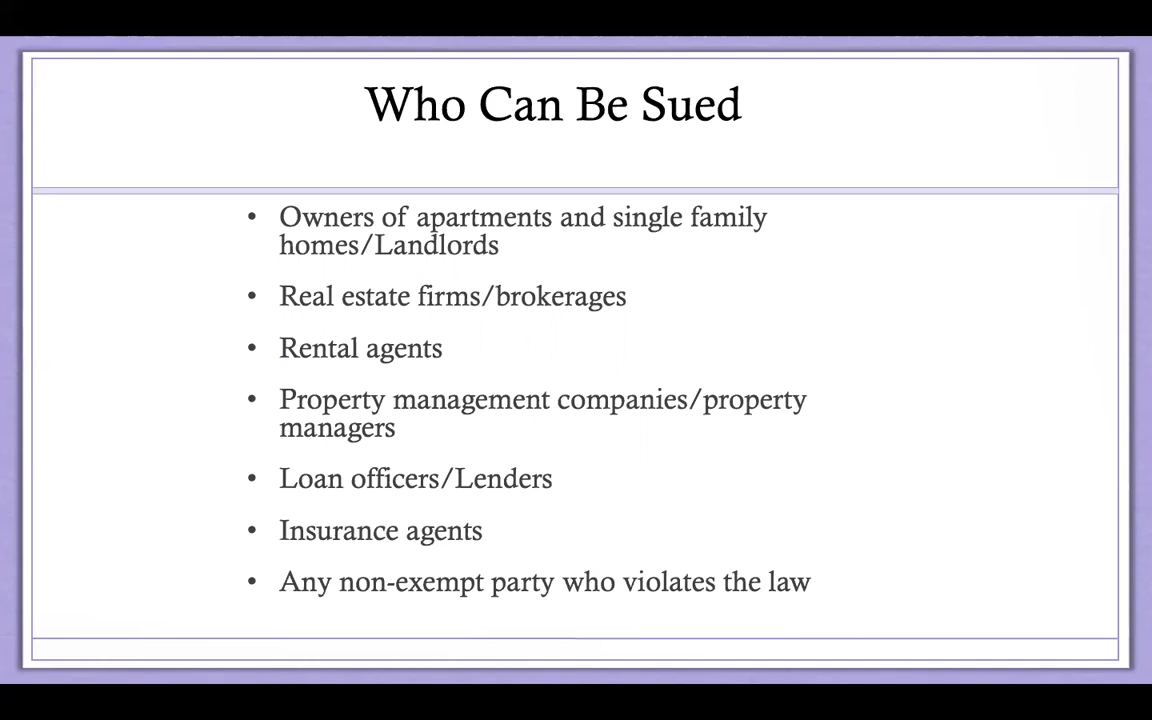 Who Can Be Sued
• Owners of apartments and single family
homes/Landlords
• Real estate firms/brokerages
• Rental agents
• Property management companies/property
managers
• Loan officers/Lenders
• Insurance agents
• Any non-exempt party who violates the law